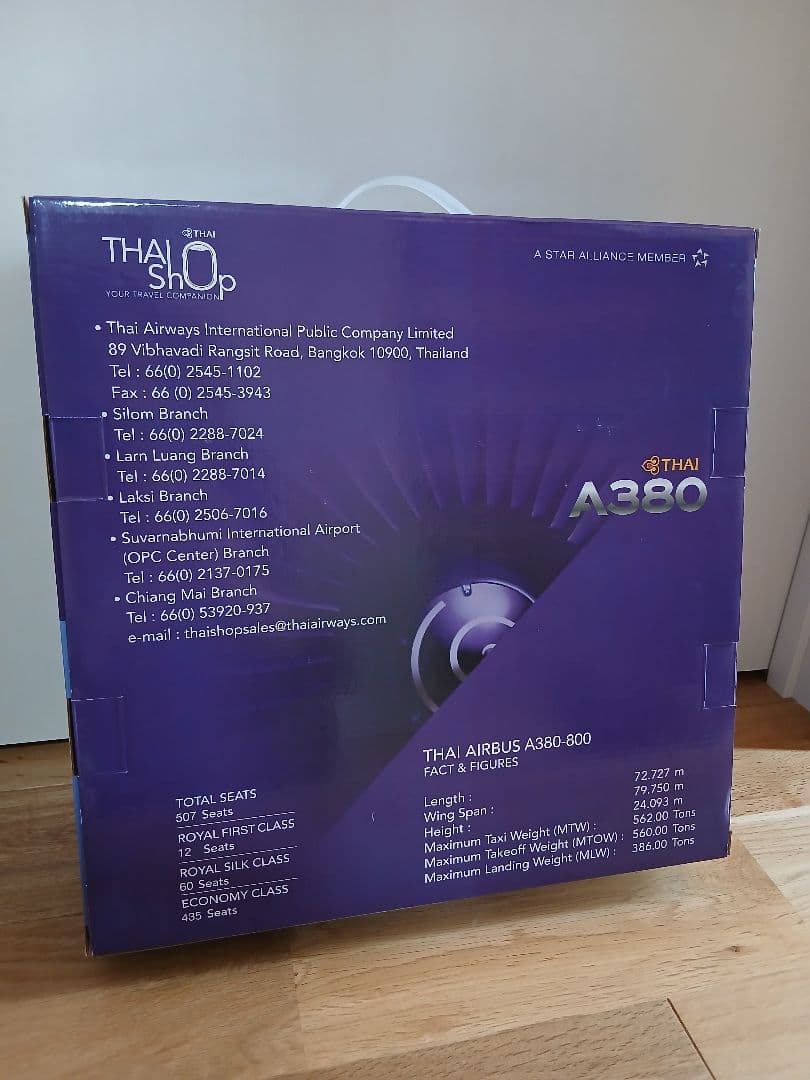 THAI
THAI
ShOp
YOUR TRAVEL COMPANION
A STAR ALLIANCE MEMBER
• Thai Airways International Public Company Limited
89 Vibhavadi Rangsit Road, Bangkok 10900, Thailand
Tel : 66(0) 2545-1102
Fax : 66 (0) 2545-3943
• Silom Branch
Tel : 66(0) 2288-7024
• Larn Luang Branch
Tel : 66(0) 2288-7014
• Laksi Branch
Tel : 66(0) 2506-7016
• Suvarnabhumi International Airport
(OPC Center) Branch
Tel : 66(0) 2137-0175
• Chiang Mai Branch
Tel : 66(0) 53920-937
e-mail : thaishopsales@thaiairways.com
THAI
A380
TOTAL SEATS
507 Seats
ROYAL FIRST CLASS
12 Seats
ROYAL SILK CLASS
60 Seats
ECONOMY CLASS
435 Seats
THAI AIRBUS A380-800
FACT & FIGURES
Length : 72.727 m
Wing Span : 79.750 m
Height : 24.093 m
Maximum Taxi Weight (MTW) : 562.00 Tons
Maximum Takeoff Weight (MTOW) : 560.00 Tons
Maximum Landing Weight (MLW) : 386.00 Tons